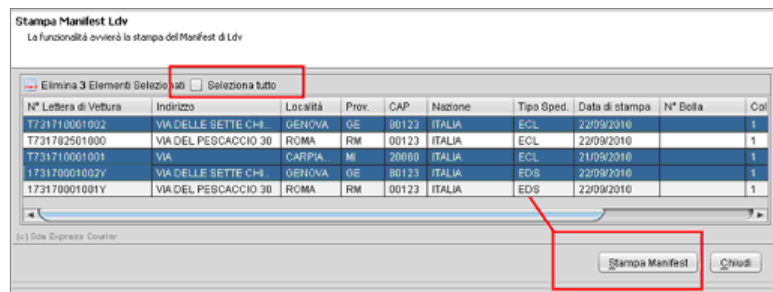 Stampa Manifest Ldv
La funzionalità avvierà la stampa del Manifest di Ldv
Elimina 3 Elementi Selezionati Seleziona tutto
N° Lettera di Vettura Indirizzo Località Prov. CAP Nazione Tipo Sped. Data di stampa N° Bolla Col
T731710001002 VIA DELLE SETTE CHI... GENOVA GE 80123 ITALIA ECL 22/09/2010 1
T731782501000 VIA DEL PESCACCIO 30 ROMA RM 00123 ITALIA ECL 22/09/2010 1
T731710001001 VIA CARPIA... MI 20080 ITALIA ECL 21/09/2010 1
173170001002Y VIA DELLE SETTE CHI.. GENOVA GE 80123 ITALIA EDS 22/09/2010 1
173170001001Y VIA DEL PESCACCIO 30 ROMA RM 00123 ITALIA EDS 22/09/2010 1
(c) Sda Express Courier
Stampa Manifest Chiudi